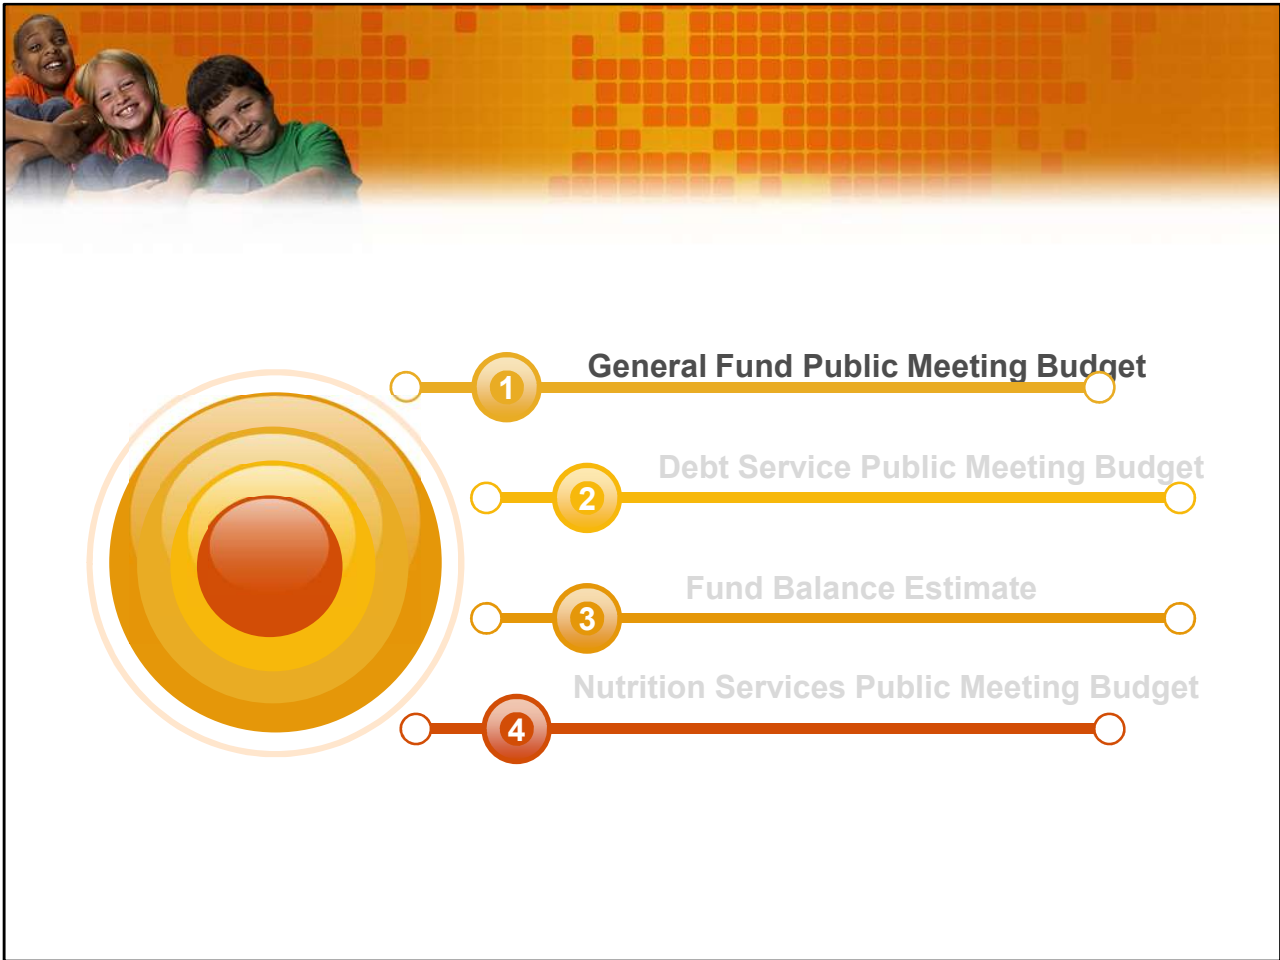 General Fund Public Meeting Budget
1
Debt Service Public Meeting Budget
2
Fund Balance Estimate
3
Nutrition Services Public Meeting Budget
4